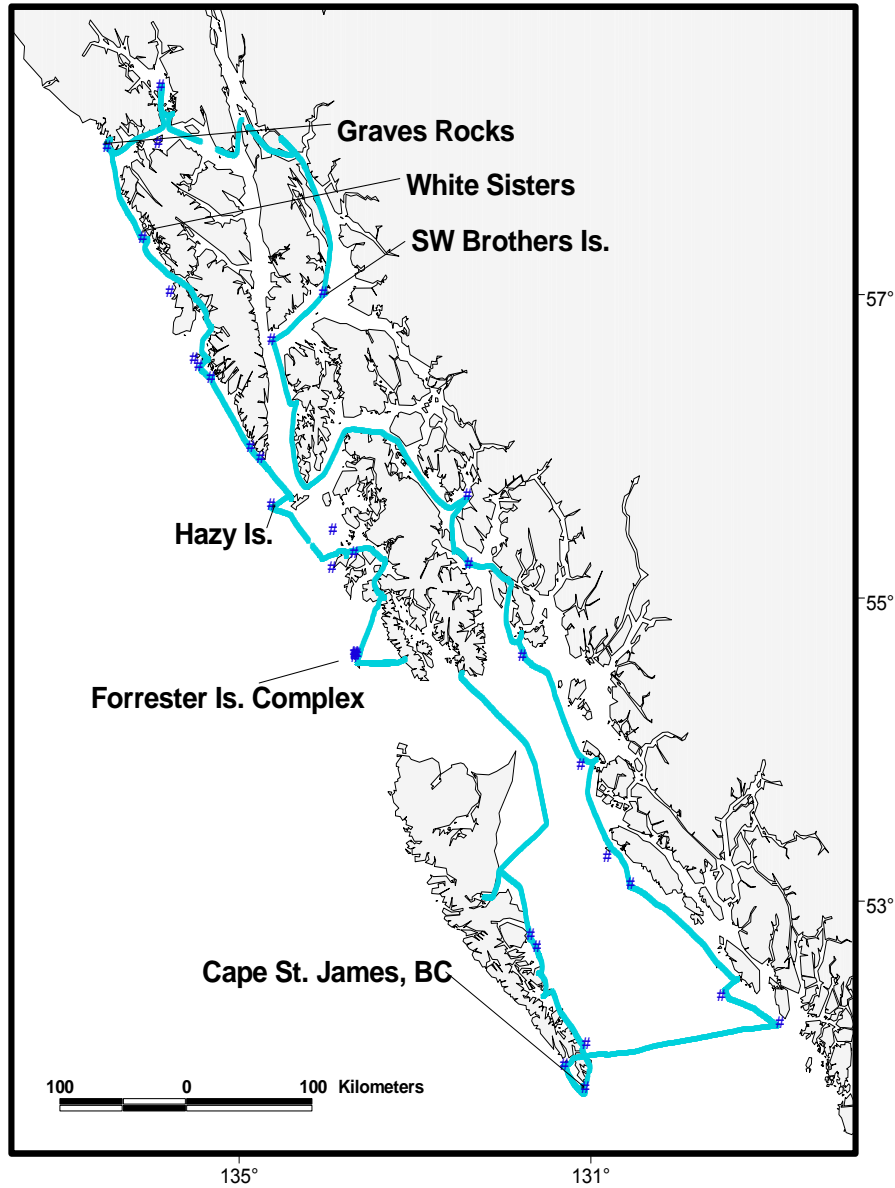 Graves Rocks
White Sisters
SW Brothers Is.
57°
Hazy Is.
55°
Forrester Is. Complex
53°
Cape St. James, BC
100 0 100 Kilometers
135° 131°